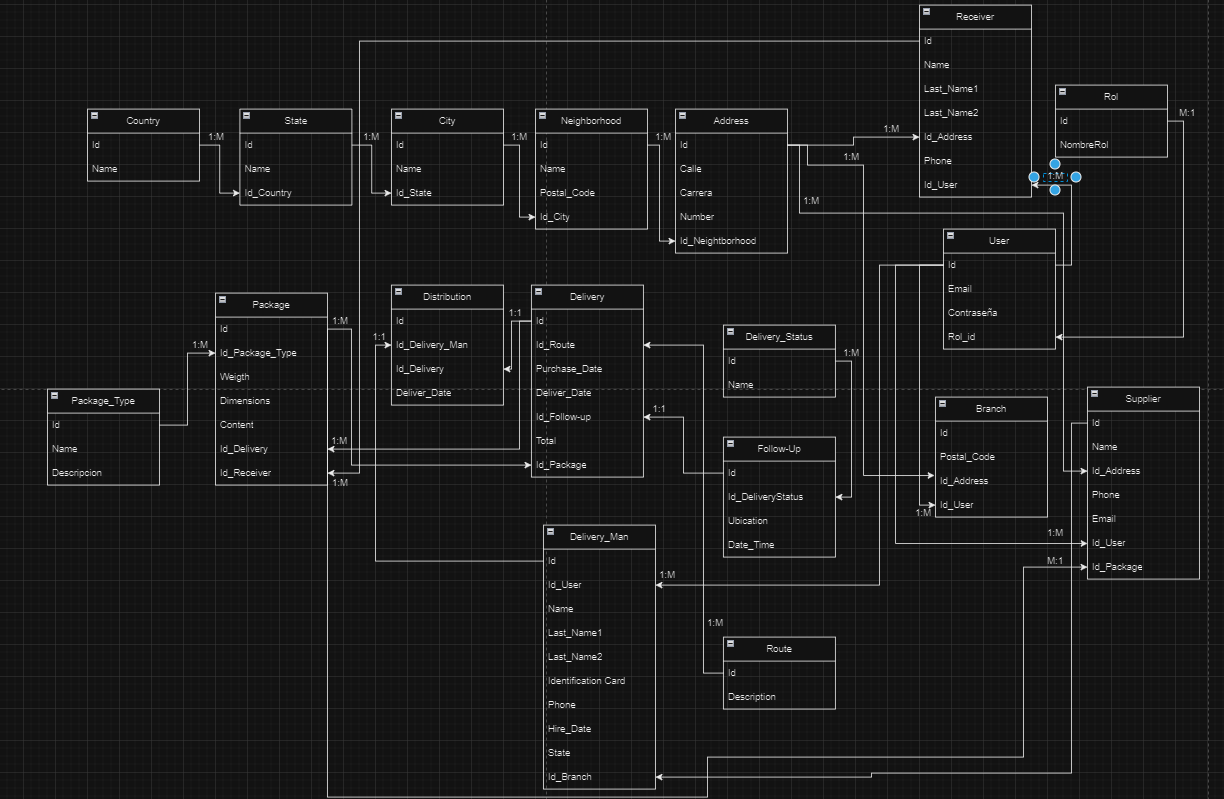 Receiver
Id
Name
Last_Name1
Last_Name2
Id_Address
Phone
Id_User
Rol
Id
NombreRol
M:1
Country
Id
Name
1:M
State
Id
Name
Id_Country
1:M
City
Id
Name
Id_State
1:M
Neighborhood
Id
Name
Postal_Code
Id_City
1:M
Address
Id
Calle
Carrera
Number
Id_Neightborhood
1:M
1:M
1:M
1:M
User
Id
Email
Contraseña
Rol_id
Package
Id
Id_Package_Type
Weigth
Dimensions
Content
Id_Delivery
Id_Receiver
1:M
1:M
1:M
1:M
Package_Type
Id
Name
Descripcion
Distribution
Id
Id_Delivery_Man
Id_Delivery
Deliver_Date
1:1
1:1
Delivery
Id
Id_Route
Purchase_Date
Deliver_Date
Id_Follow-up
Total
Id_Package
1:1
Delivery_Status
Id
Name
1:M
Follow-Up
Id
Id_DeliveryStatus
Ubication
Date_Time
Branch
Id
Postal_Code
Id_Address
Id_User
1:M
Supplier
Id
Name
Id_Address
Phone
Email
Id_User
Id_Package
1:M
M:1
Delivery_Man
Id
Id_User
Name
Last_Name1
Last_Name2
Identification Card
Phone
Hire_Date
State
Id_Branch
1:M
1:M
Route
Id
Description